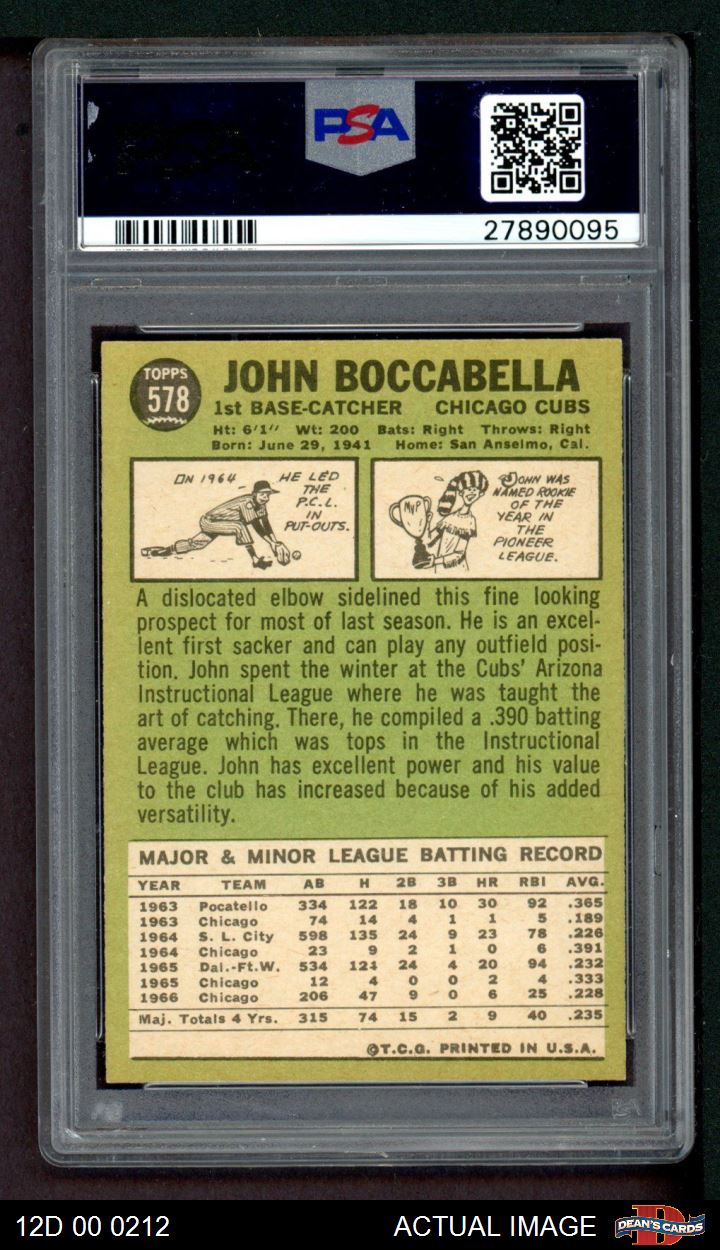 PSA
27890095
TOPPS
578
JOHN BOCCABELLA
1st BASE-CATCHER CHICAGO CUBS
Ht: 6'1" Wt: 200 Bats: Right Throws: Right
Born: June 29, 1941 Home: San Anselmo, Cal.
IN 1964
HE LED
THE
P.C.L.
IN
PUT-OUTS.
MVP
JOHN WAS
NAMED ROOKIE
OF THE
YEAR IN
THE
PIONEER
LEAGUE.
A dislocated elbow sidelined this fine looking
prospect for most of last season. He is an excel-
lent first sacker and can play any outfield posi-
tion. John spent the winter at the Cubs' Arizona
Instructional League where he was taught the
art of catching. There, he compiled a .390 batting
average which was tops in the Instructional
League. John has excellent power and his value
to the club has increased because of his added
versatility.
MAJOR & MINOR LEAGUE BATTING RECORD
YEAR TEAM AB H 2B 3B HR RBI AVG.
1963 Pocatello 334 122 18 10 30 92 .365
1963 Chicago 74 14 4 1 1 5 .189
1964 S. L. City 598 135 24 9 23 78 .226
1964 Chicago 23 9 2 1 0 6 .391
1965 Dal.-Ft.W. 534 124 24 4 20 94 .232
1965 Chicago 12 4 0 0 2 4 .333
1966 Chicago 206 47 9 0 6 25 .228
Maj. Totals 4 Yrs. 315 74 15 2 9 40 .235
©T.C.G. PRINTED IN U.S.A.
12D 00 0212 ACTUAL IMAGE
DEAN'S CARDS